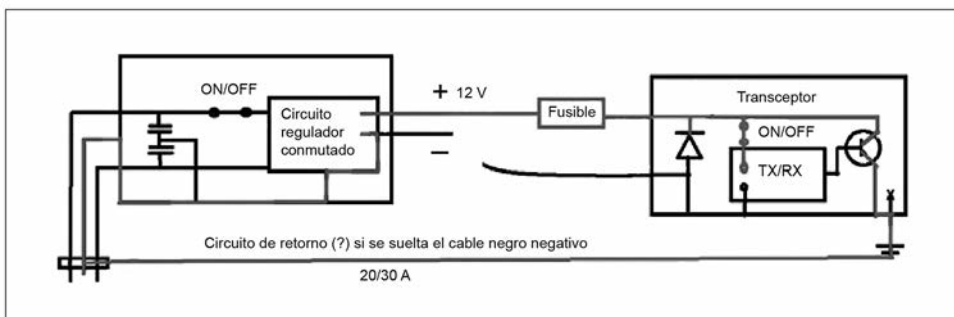 ON/OFF
Circuito
regulador
conmutado
+ 12 V
−
Fusible
Transceptor
ON/OFF
TX/RX
x
Circuito de retorno (?) si se suelta el cable negro negativo
20/30 A